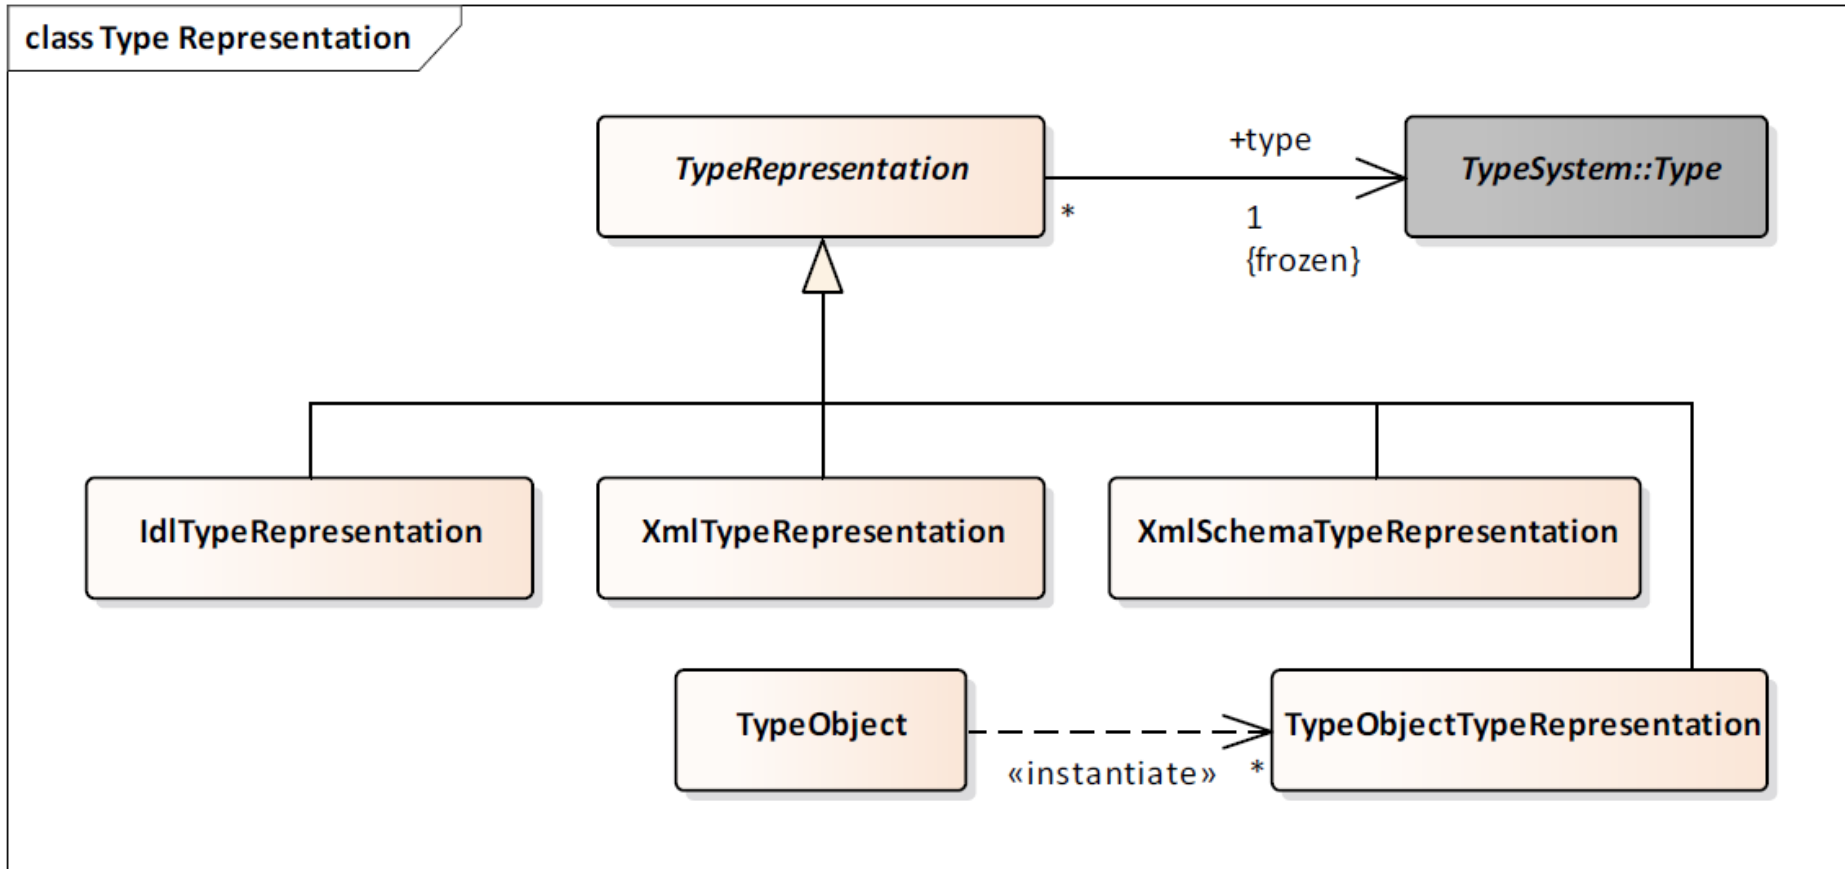 class Type Representation
TypeRepresentation
+type
TypeSystem::Type
*
1
{frozen}
IdlTypeRepresentation
XmlTypeRepresentation
XmlSchemaTypeRepresentation
TypeObject
TypeObjectTypeRepresentation
«instantiate»
*